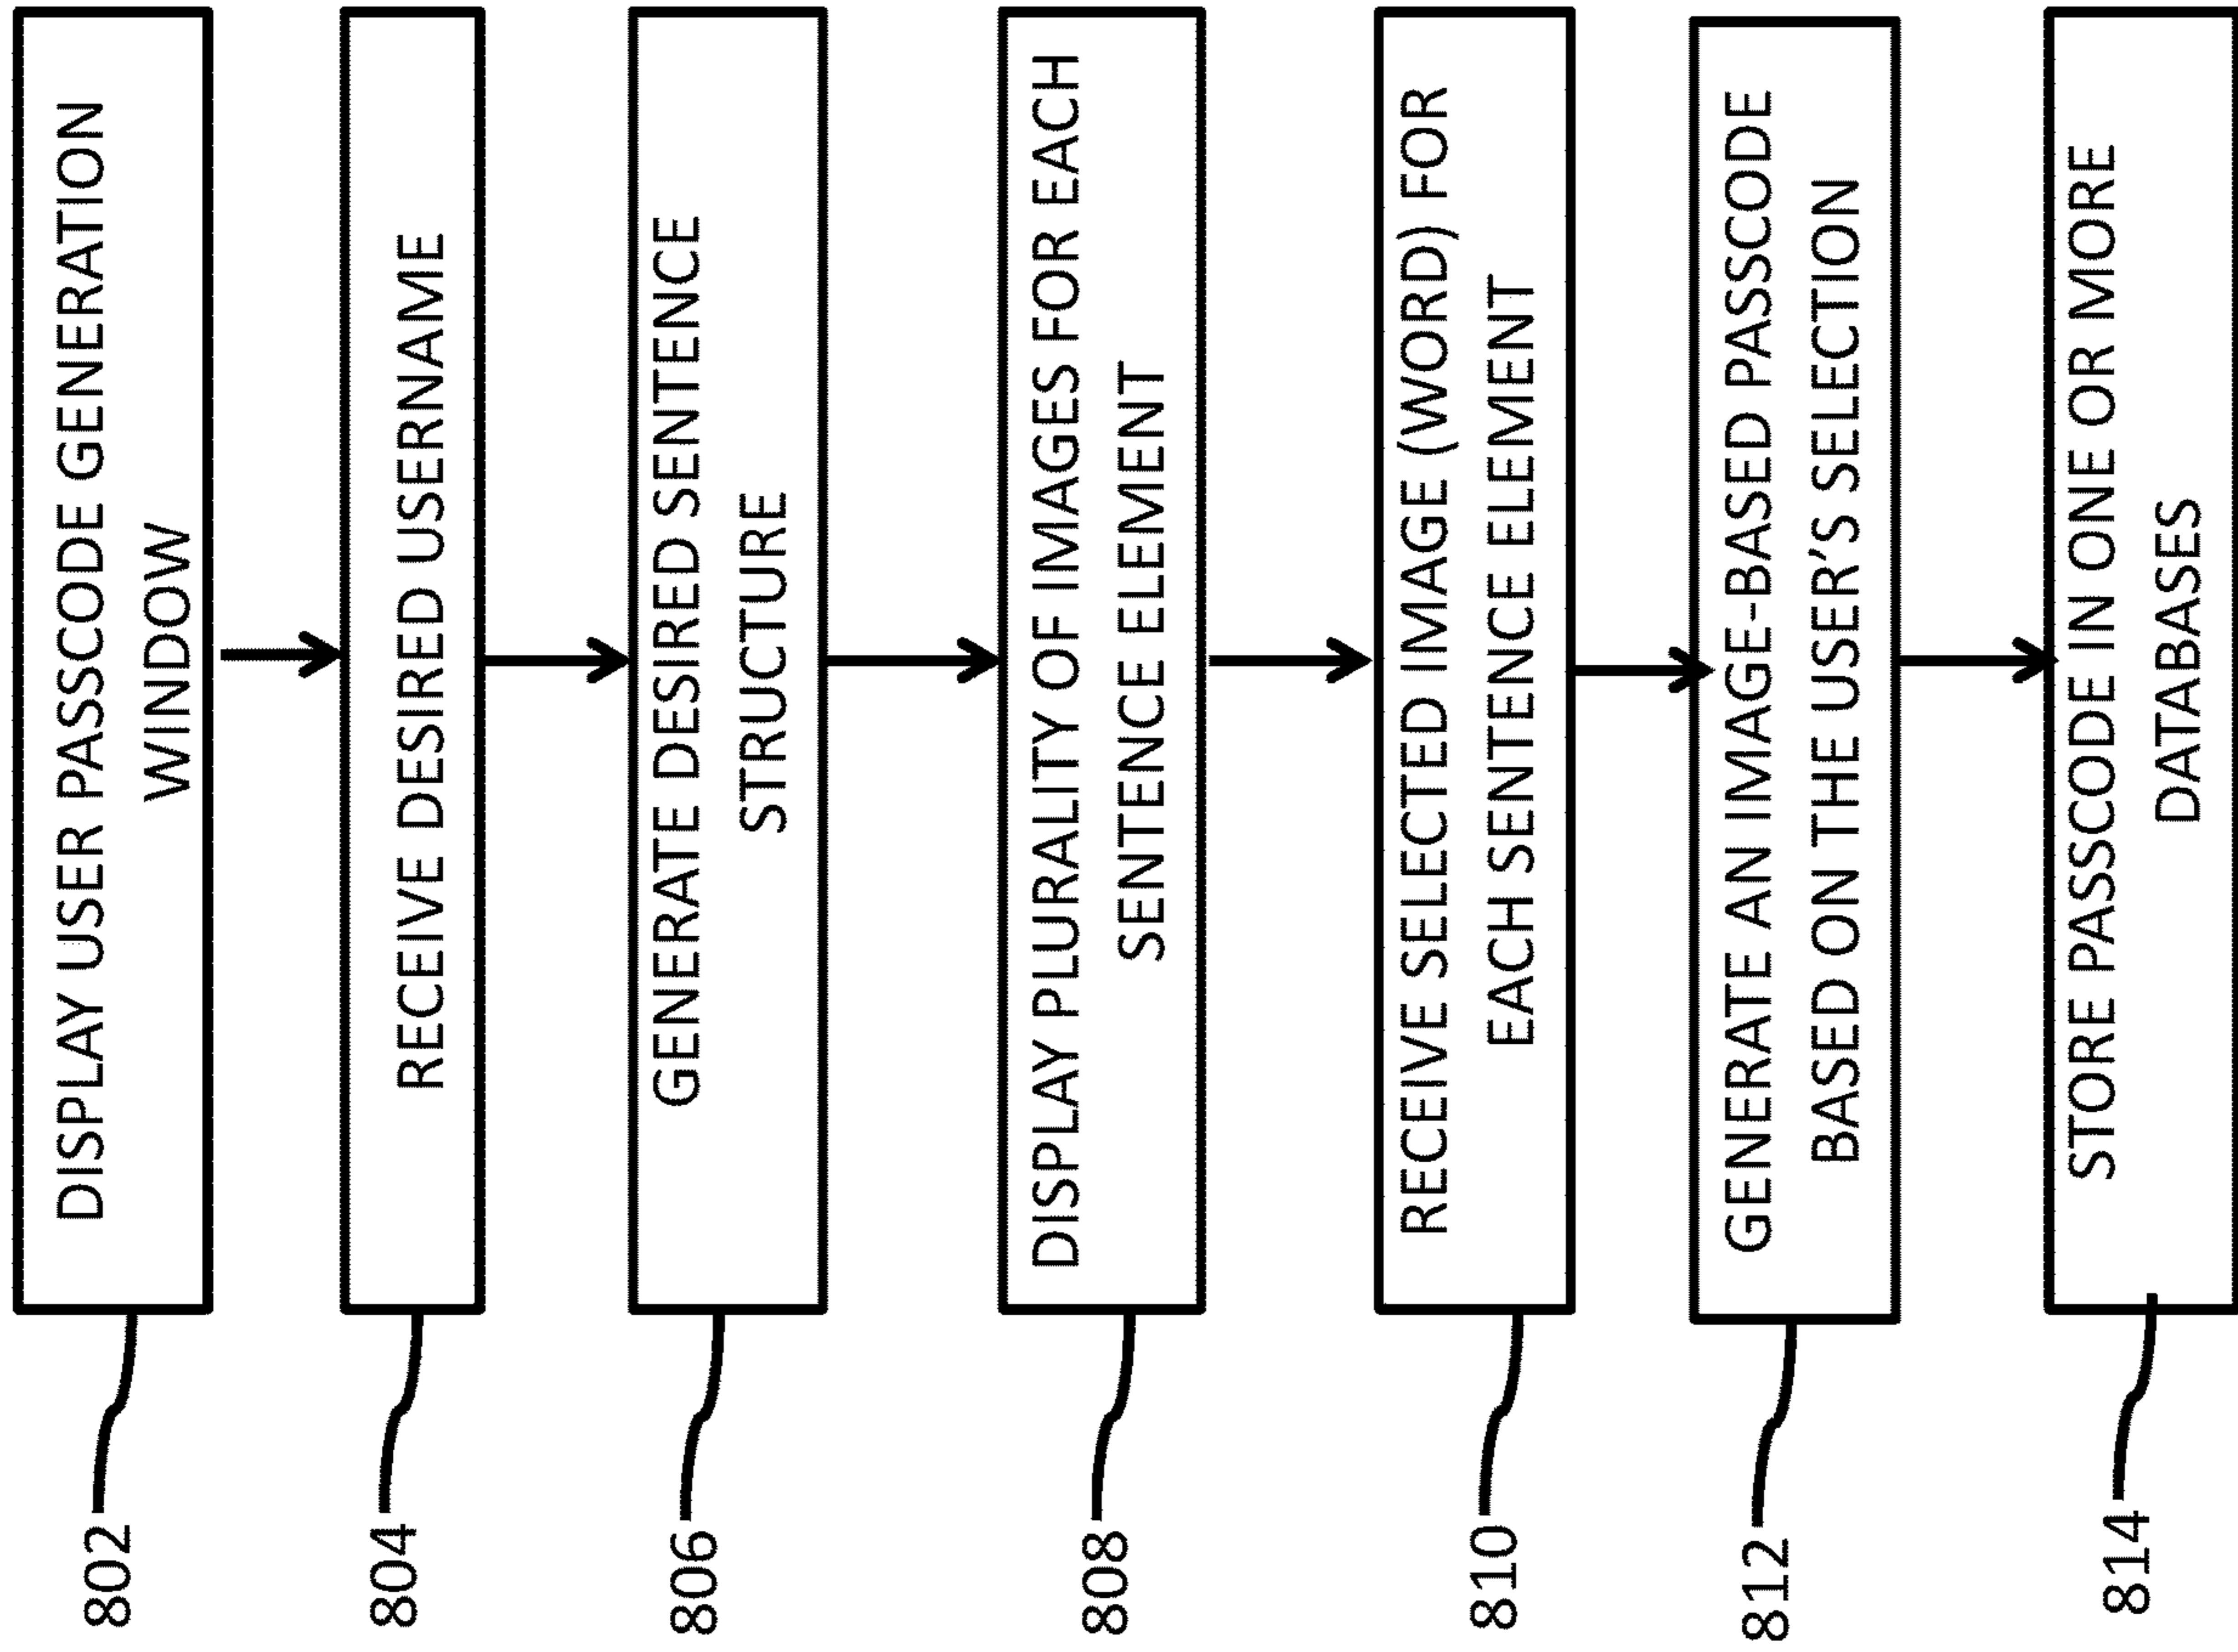 802
DISPLAY USER PASSCODE GENERATION
WINDOW
804
RECEIVE DESIRED USERNAME
806
GENERATE DESIRED SENTENCE
STRUCTURE
808
DISPLAY PLURALITY OF IMAGES FOR EACH
SENTENCE ELEMENT
810
RECEIVE SELECTED IMAGE (WORD) FOR
EACH SENTENCE ELEMENT
812
GENERATE AN IMAGE-BASED PASSCODE
BASED ON THE USER’S SELECTION
814
STORE PASSCODE IN ONE OR MORE
DATABASES